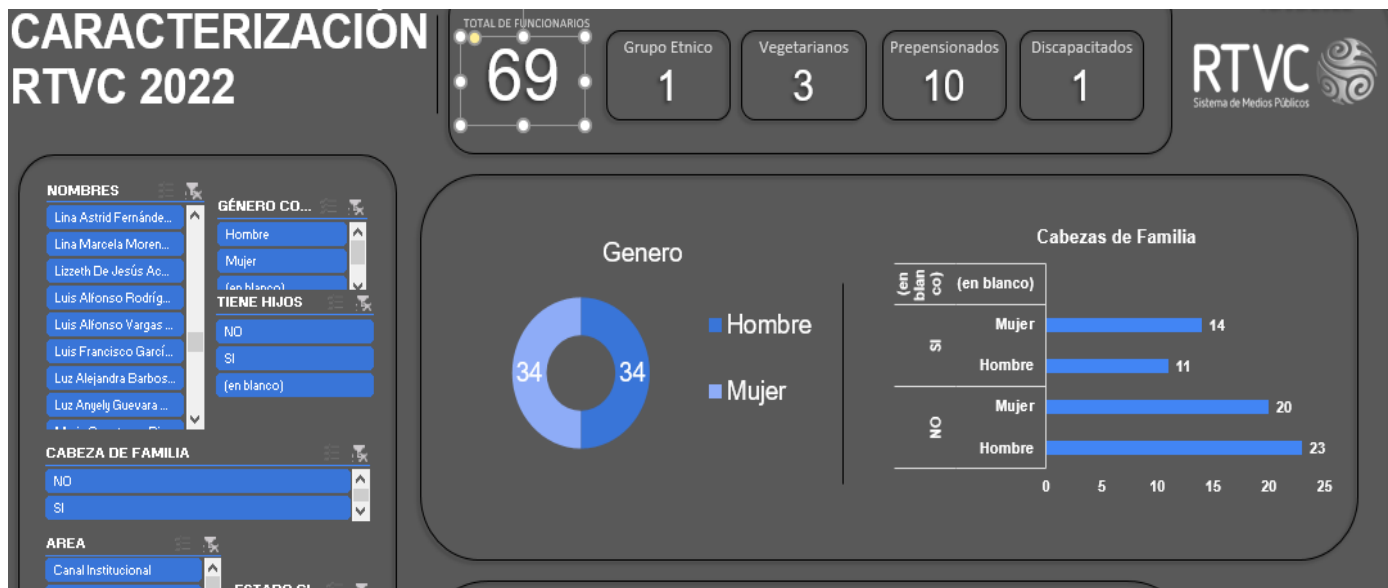 CARACTERIZACIÓN
RTVC 2022
TOTAL DE FUNCIONARIOS
69
Grupo Etnico
1
Vegetarianos
3
Prepensionados
10
Discapacitados
1
RTVC
Sistema de Medios Públicos
NOMBRES
Lina Astrid Fernánde...
Lina Marcela Moren...
Lizzeth De Jesús Ac...
Luis Alfonso Rodríg...
Luis Alfonso Vargas ...
Luis Francisco Garcí...
Luz Alejandra Barbos...
Luz Angely Guevara ...
GÉNERO CO...
Hombre
Mujer
(en blanco)
TIENE HIJOS
NO
SI
(en blanco)
CABEZA DE FAMILIA
NO
SI
AREA
Canal Institucional
Genero
34
34
Hombre
Mujer
Cabezas de Familia
(en
blan
co)
(en blanco)
SI
Mujer
14
Hombre
11
NO
Mujer
20
Hombre
23
0 5 10 15 20 25